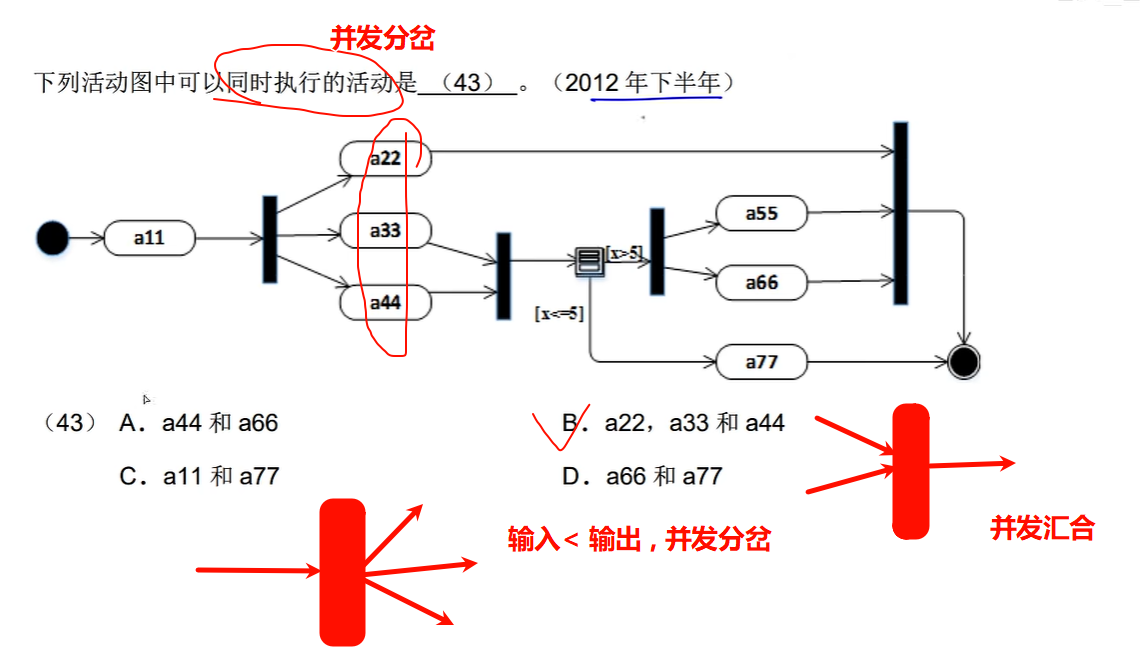 并发分岔
下列活动图中可以同时执行的活动是 （43） 。（2012 年下半年）
a22
a11
a33
a44
[x>5]
a55
a66
[x<=5]
a77
（43） A. a44 和 a66
B. a22，a33 和 a44
C. a11 和 a77
D. a66 和 a77
输入< 输出 , 并发分岔
并发汇合